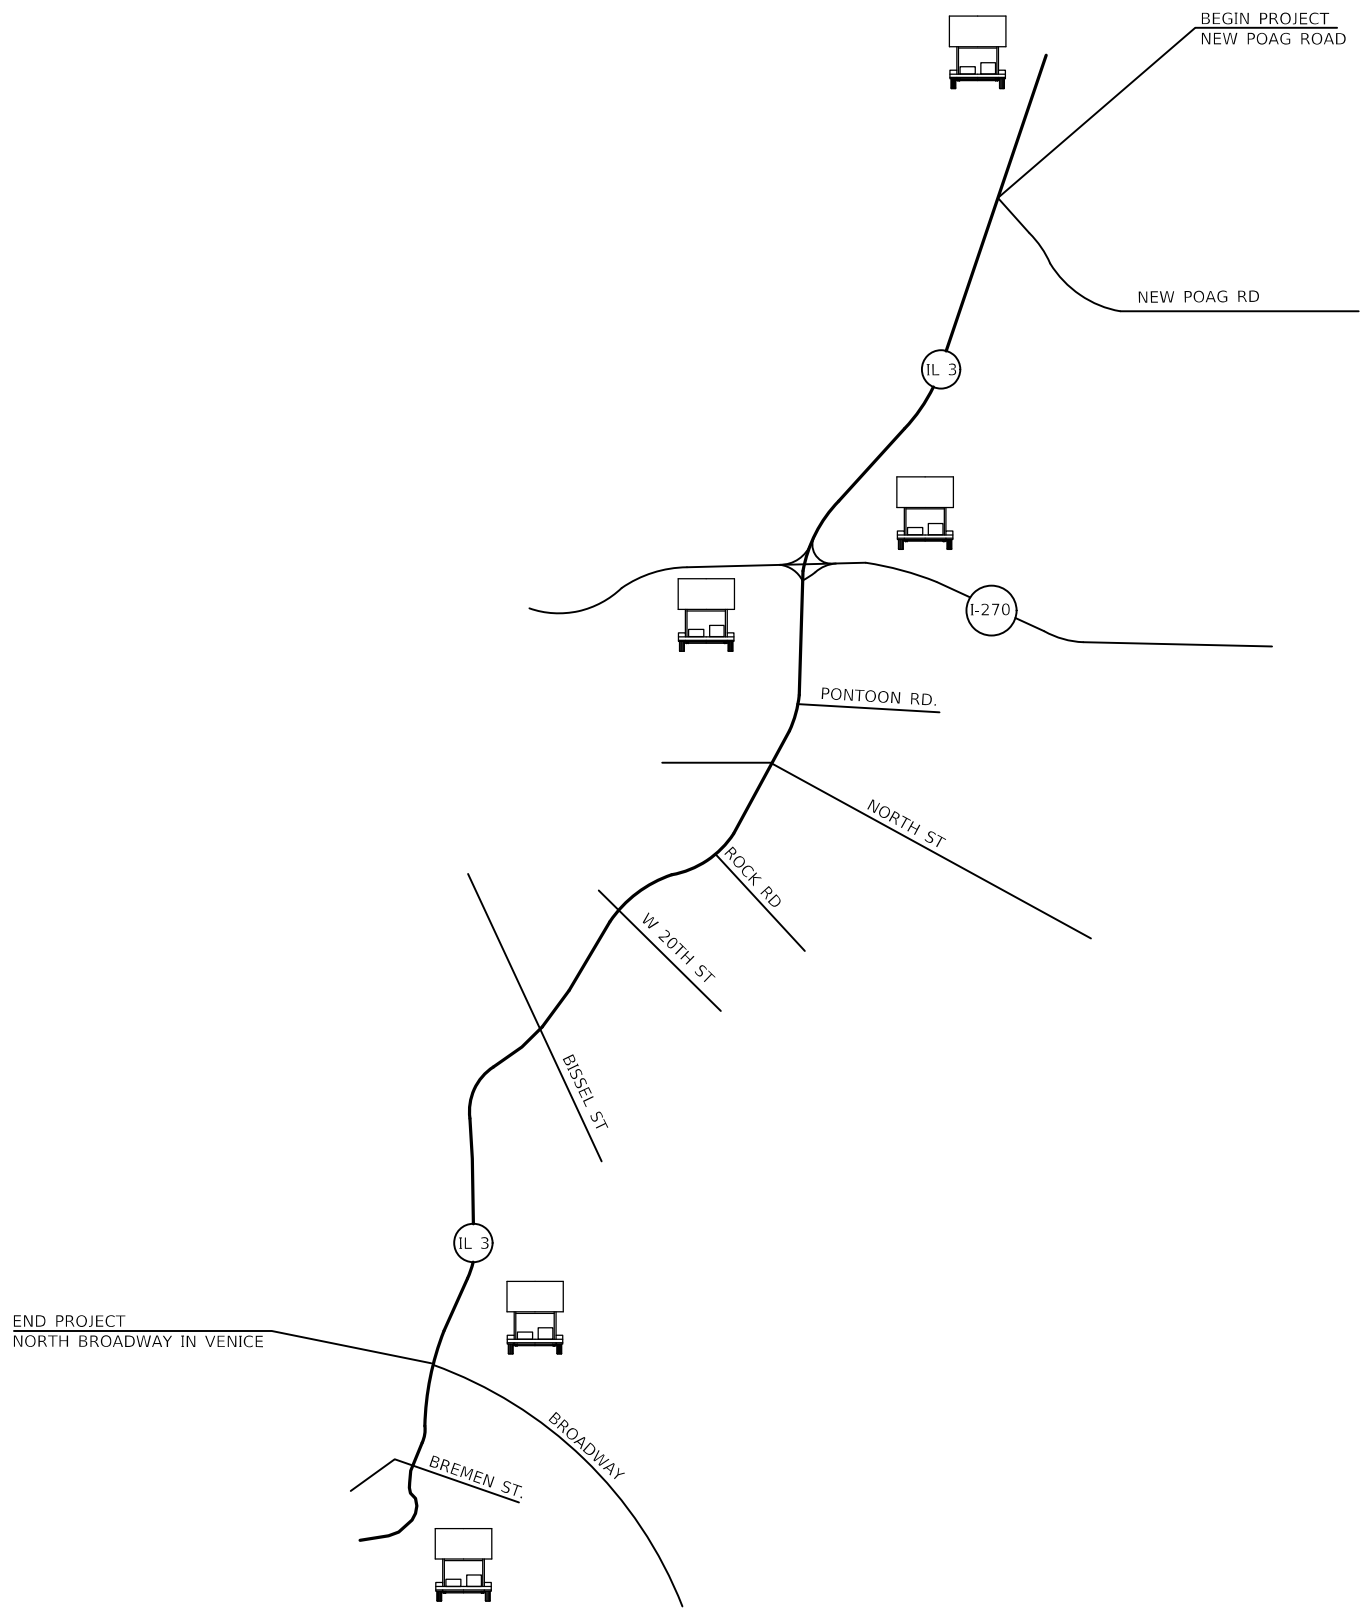 BEGIN PROJECT
NEW POAG ROAD
NEW POAG RD
IL 3
I-270
PONTOON RD.
NORTH ST
ROCK RD
W 20TH ST
BISSEL ST
IL 3
END PROJECT
NORTH BROADWAY IN VENICE
BROADWAY
BREMEN ST.